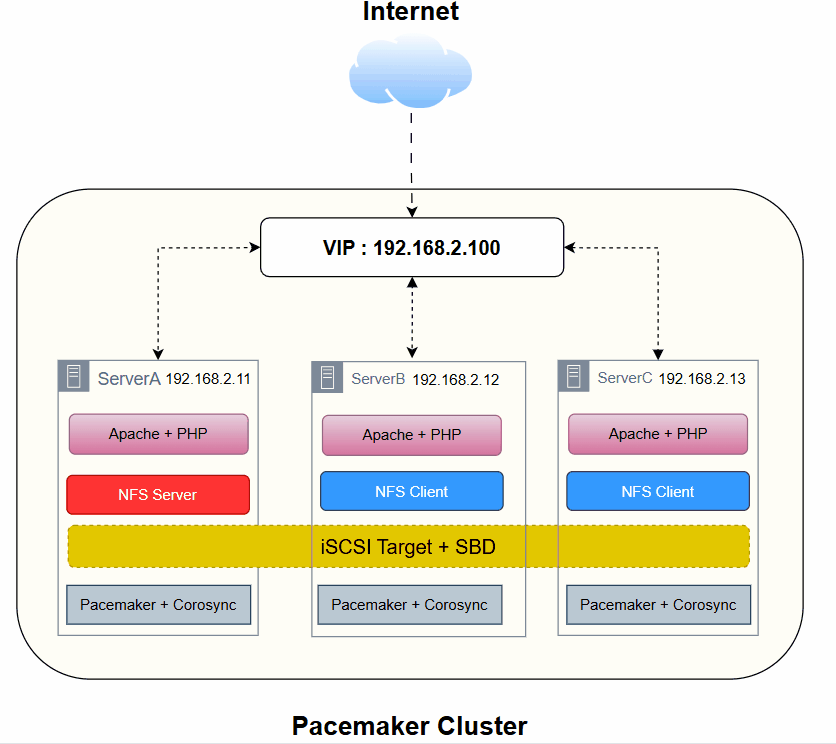 Internet
VIP : 192.168.2.100
ServerA 192.168.2.11
Apache + PHP
NFS Server
ServerB 192.168.2.12
Apache + PHP
NFS Client
ServerC 192.168.2.13
Apache + PHP
NFS Client
iSCSI Target + SBD
Pacemaker + Corosync
Pacemaker + Corosync
Pacemaker + Corosync
Pacemaker Cluster